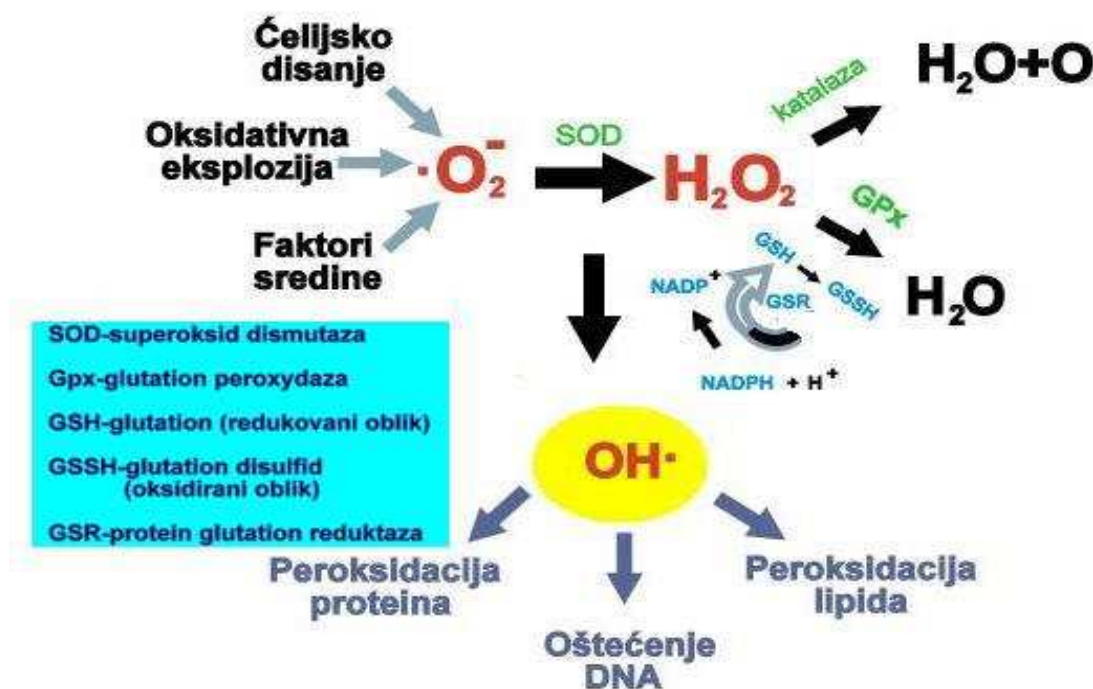 Ćelijsko
disanje
Oksidativna
eksplozija
Faktori
sredine
·O₂⁻
SOD
H₂O₂
katalaza
H₂O+O
GPx
H₂O
GSH
GSSH
GSR
NADP⁺
NADPH + H⁺
SOD-superoksid dismutaza
Gpx-glutation peroxydaza
GSH-glutation (redukovani oblik)
GSSH-glutation disulfid
(oksidirani oblik)
GSR-protein glutation reduktaza
OH·
Peroksidacija
proteina
Oštećenje
DNA
Peroksidacija
lipida